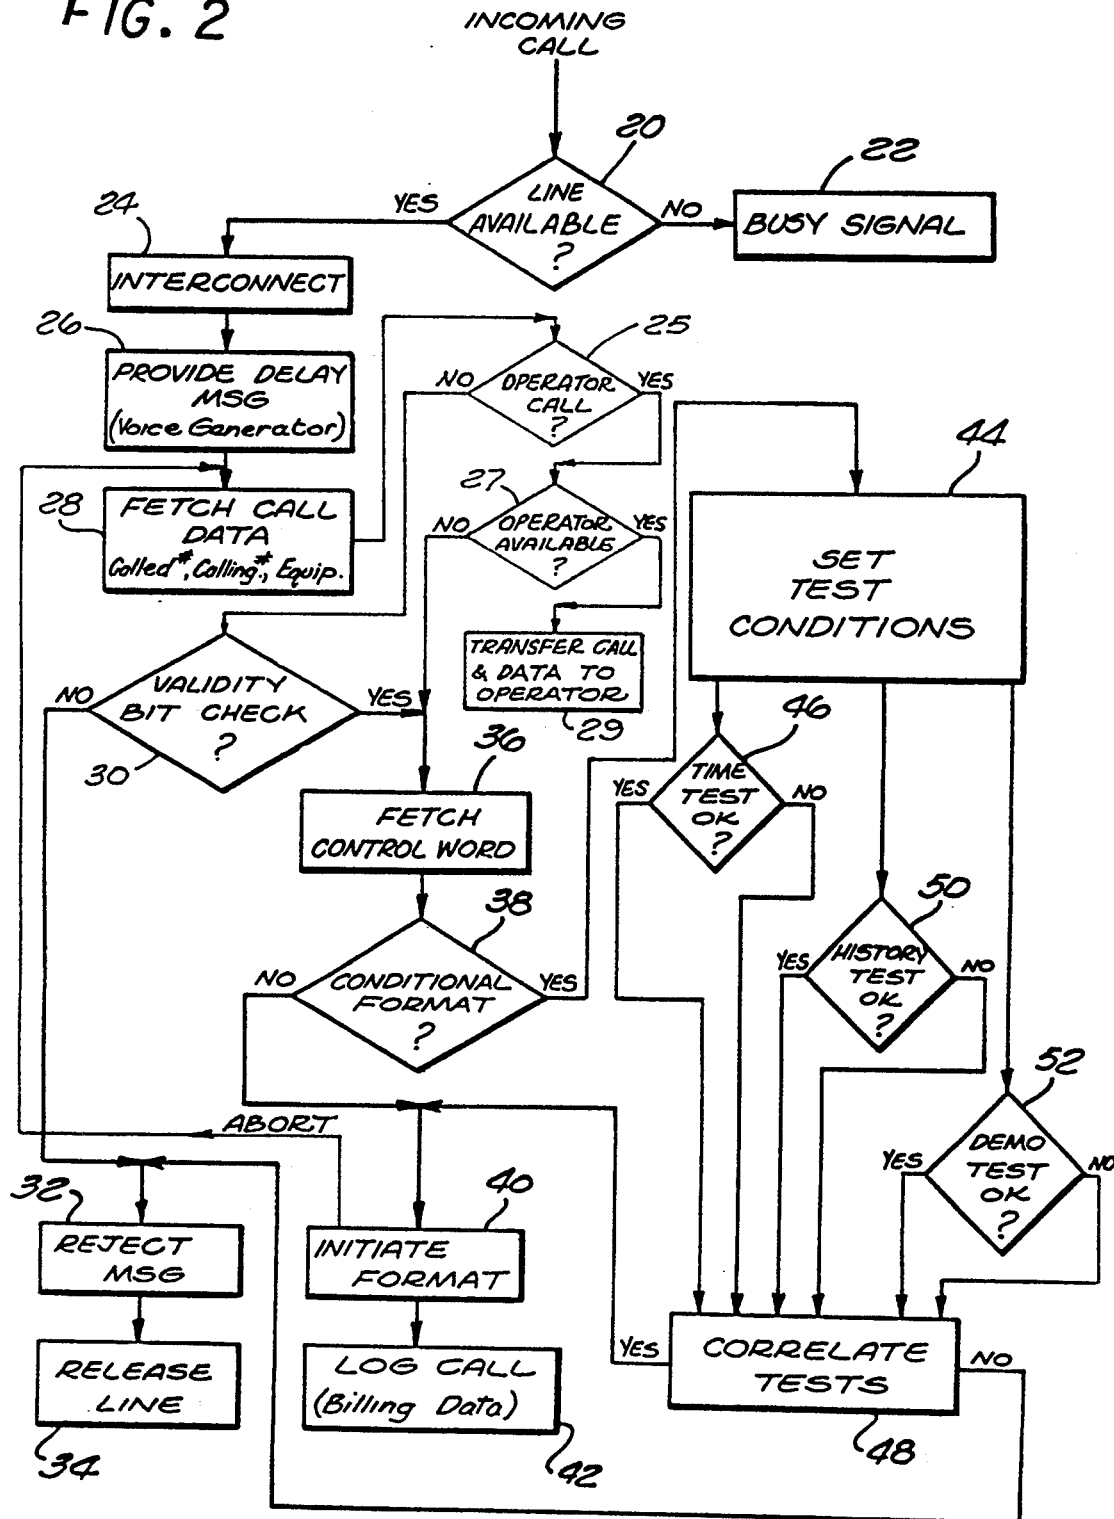 FIG. 2
INCOMING
CALL
20
LINE
AVAILABLE
?
YES
NO
22
BUSY SIGNAL
24
INTERCONNECT
26
PROVIDE DELAY
MSG
(Voice Generator)
25
OPERATOR
CALL
?
NO
YES
28
FETCH CALL
DATA
Called #, Calling #, Equip.
27
OPERATOR
AVAILABLE
?
NO
YES
TRANSFER CALL
& DATA TO
OPERATOR
29
44
SET
TEST
CONDITIONS
VALIDITY
BIT CHECK
?
NO
YES
30
36
FETCH
CONTROL WORD
46
TIME
TEST
OK
?
YES
NO
38
CONDITIONAL
FORMAT
?
NO
YES
50
HISTORY
TEST
OK
?
YES
NO
52
DEMO
TEST
OK
?
YES
NO
ABORT
32
REJECT
MSG
40
INITIATE
FORMAT
RELEASE
LINE
34
LOG CALL
(Billing Data)
42
YES
CORRELATE
TESTS
NO
48